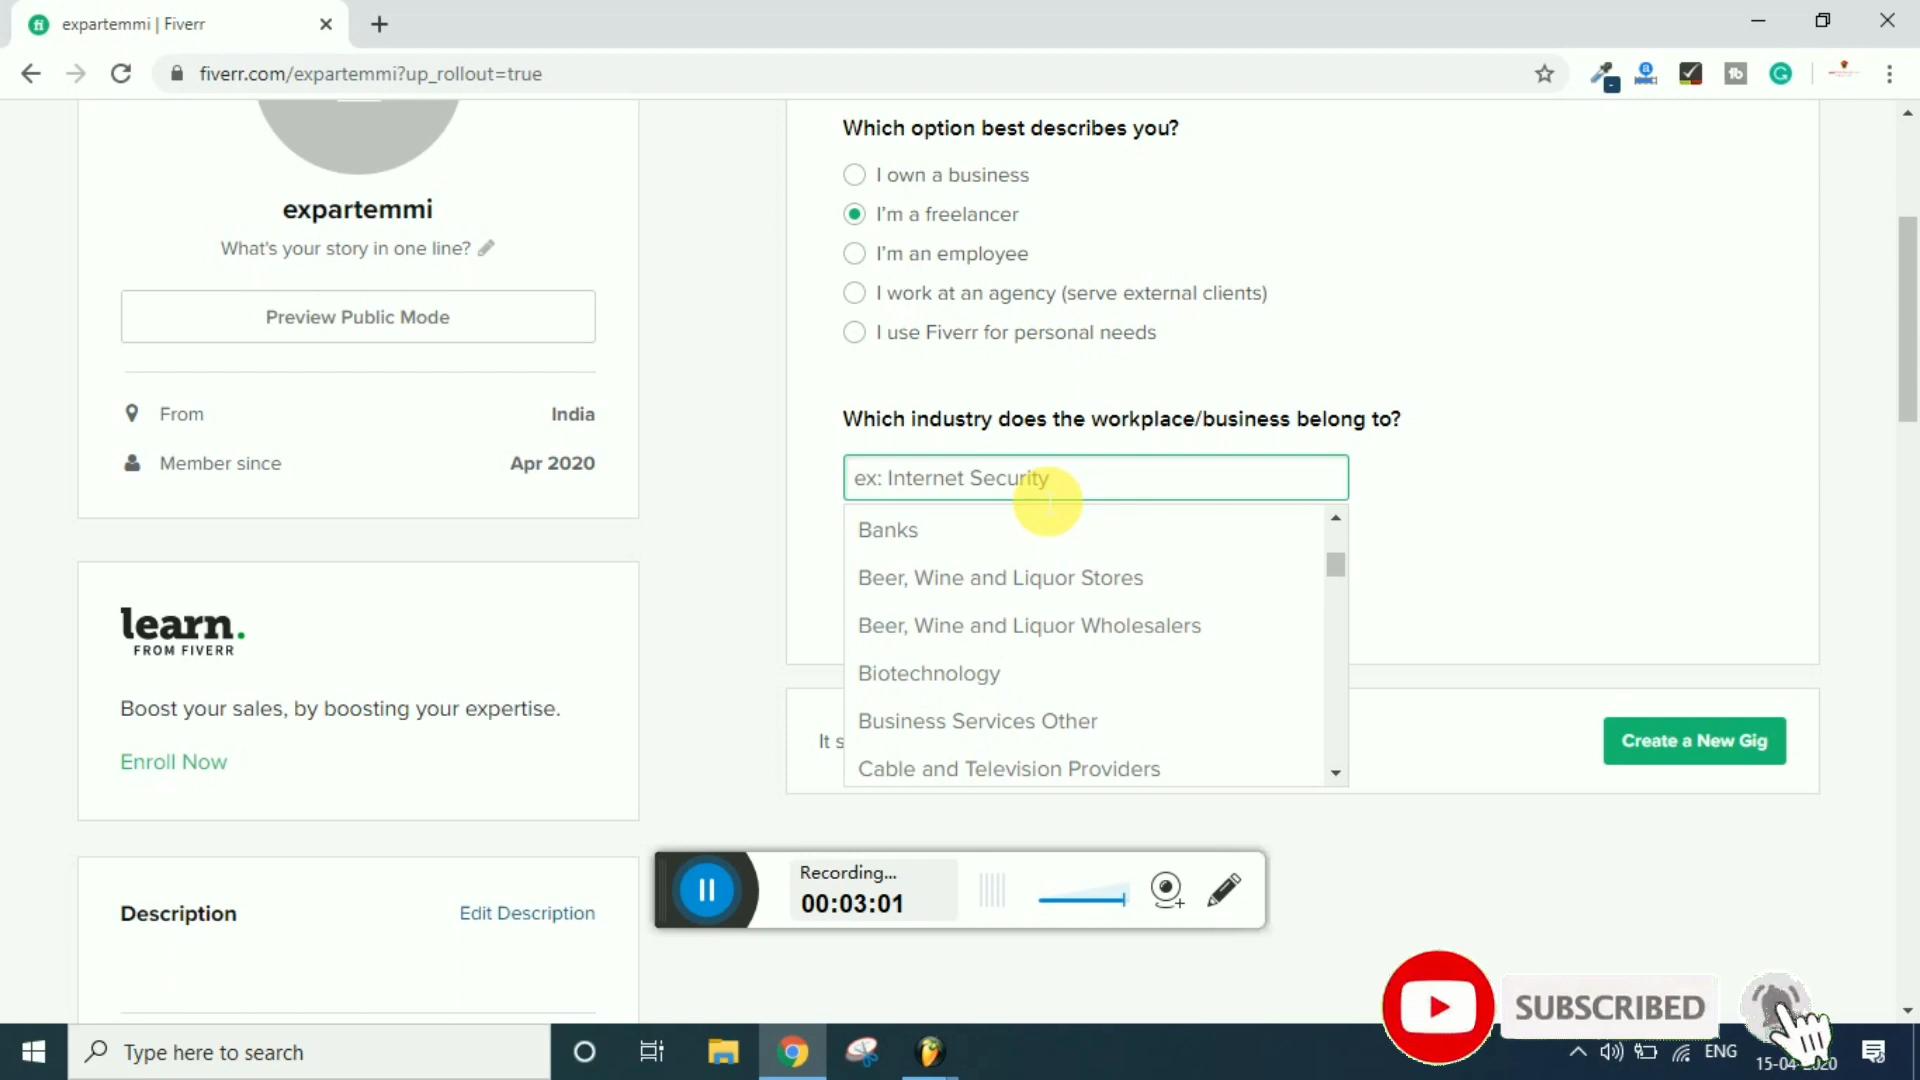 expartemmi | Fiverr
fiverr.com/expartemmi?up_rollout=true
expartemmi
What's your story in one line?
Preview Public Mode
From India
Member since Apr 2020
learn.
FROM FIVERR
Boost your sales, by boosting your expertise.
Enroll Now
Description Edit Description
Which option best describes you?
I own a business
I'm a freelancer
I'm an employee
I work at an agency (serve external clients)
I use Fiverr for personal needs
Which industry does the workplace/business belong to?
ex: Internet Security
Banks
Beer, Wine and Liquor Stores
Beer, Wine and Liquor Wholesalers
Biotechnology
Business Services Other
Cable and Television Providers
It s
Create a New Gig
Recording...
00:03:01
SUBSCRIBED
Type here to search
ENG
15-04-2020